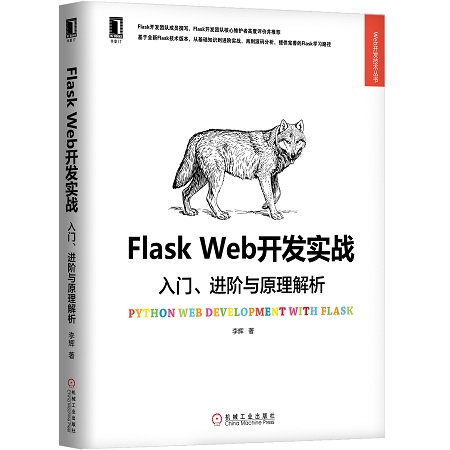 Flask开发团队成员撰写，Flask开发团队核心维护者高度评价并推荐
基于全新Flask技术版本，从基础知识到进阶实战，再到源码分析，提供完善的Flask学习路径
Web开发技术丛书
Flask Web开发实战
入门、进阶与原理解析
PYTHON WEB DEVELOPMENT WITH FLASK
李辉 著
机械工业出版社
China Machine Press
Flask Web开发实战
入门、进阶与原理解析
李辉 著
机械工业出版社
China Machine Press